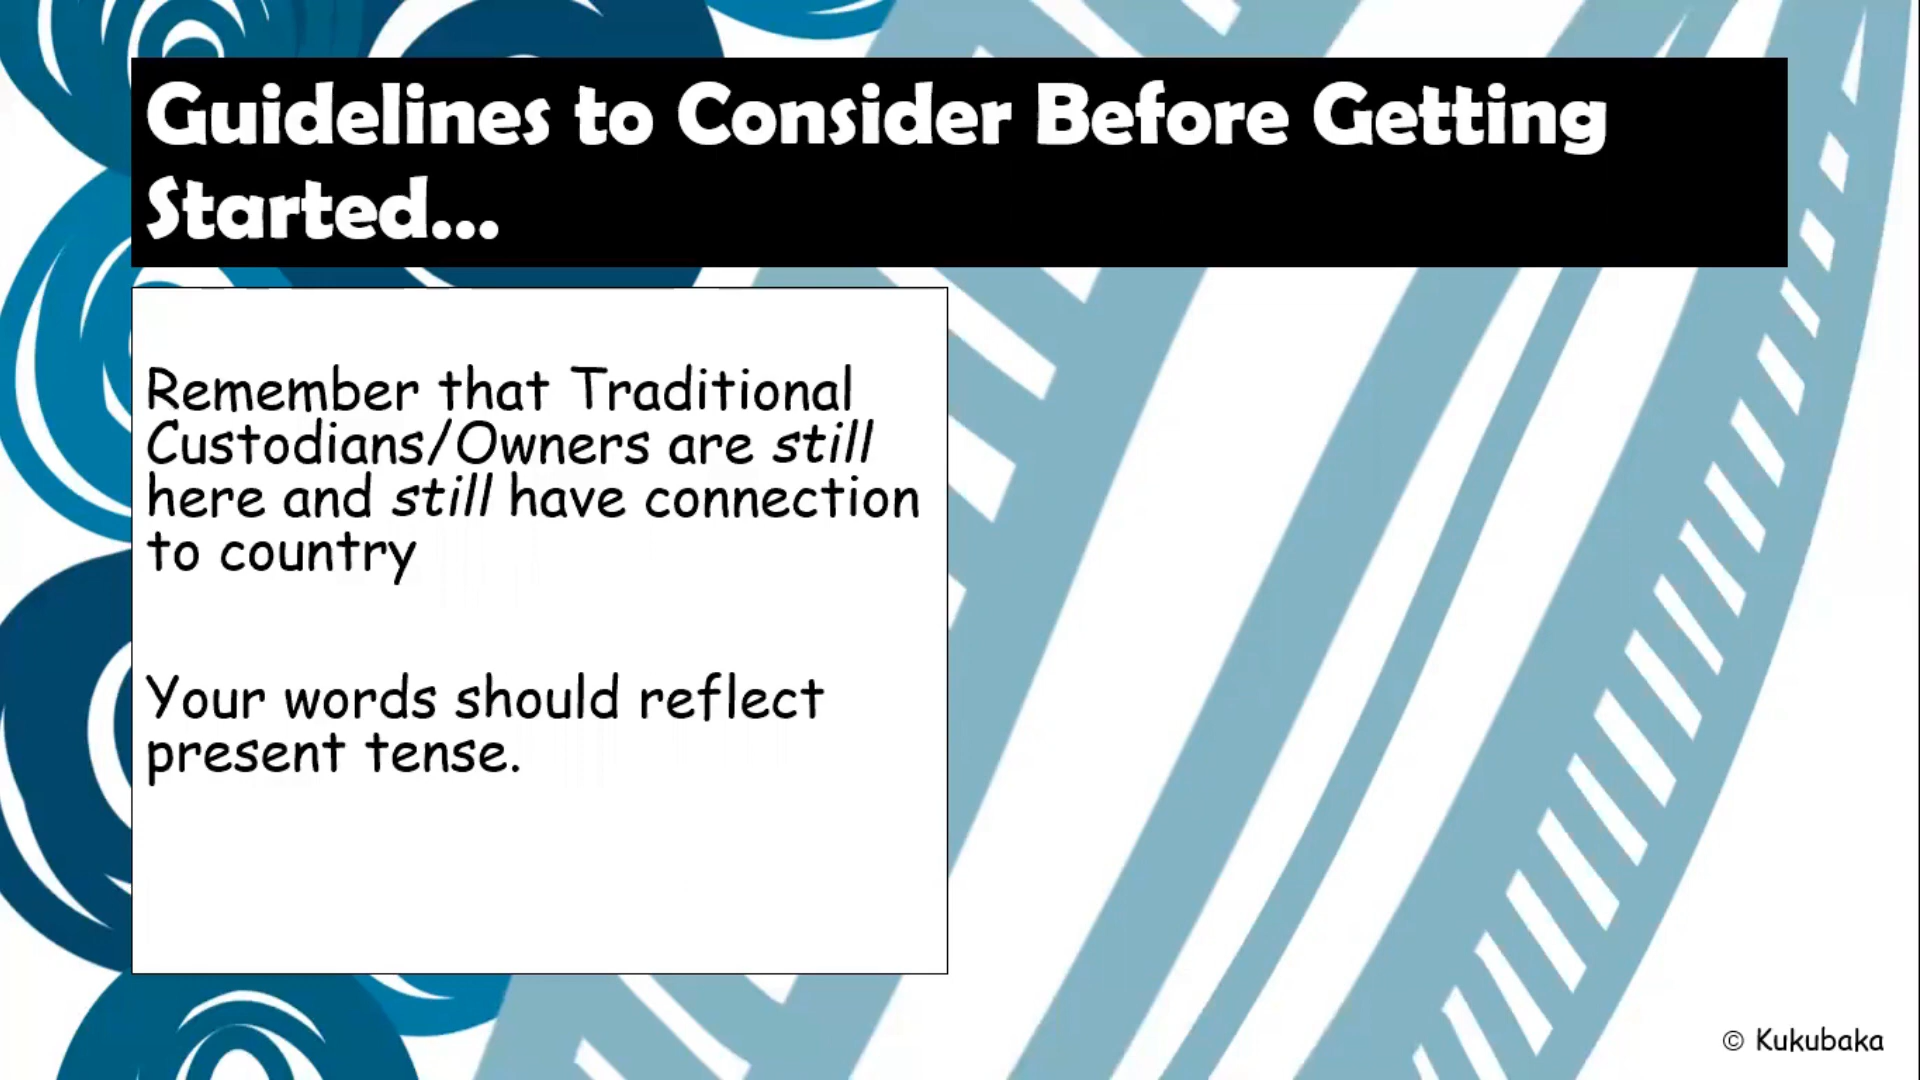 Guidelines to Consider Before Getting
Started...
Remember that Traditional
Custodians/Owners are still
here and still have connection
to country
Your words should reflect
present tense.
© Kukubaka